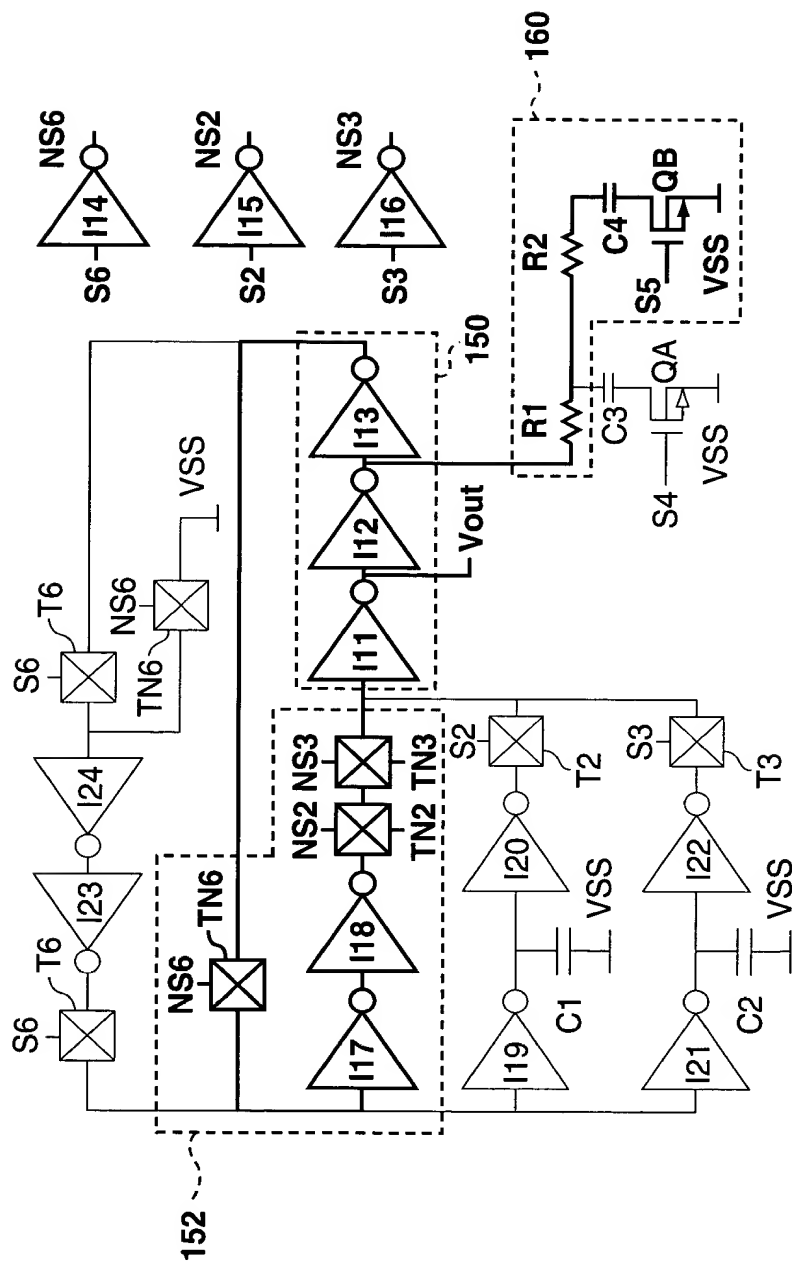 S6
I14
NS6
S2
I15
NS2
S3
I16
NS3
160
R1
R2
C4
S5
QB
VSS
C3
S4
QA
VSS
150
I11
I12
I13
Vout
S6
T6
I23
I24
S6
T6
NS6
TN6
VSS
NS6
TN6
152
I17
I18
NS2
TN2
NS3
TN3
I19
C1
VSS
I20
S2
T2
I21
C2
VSS
I22
S3
T3